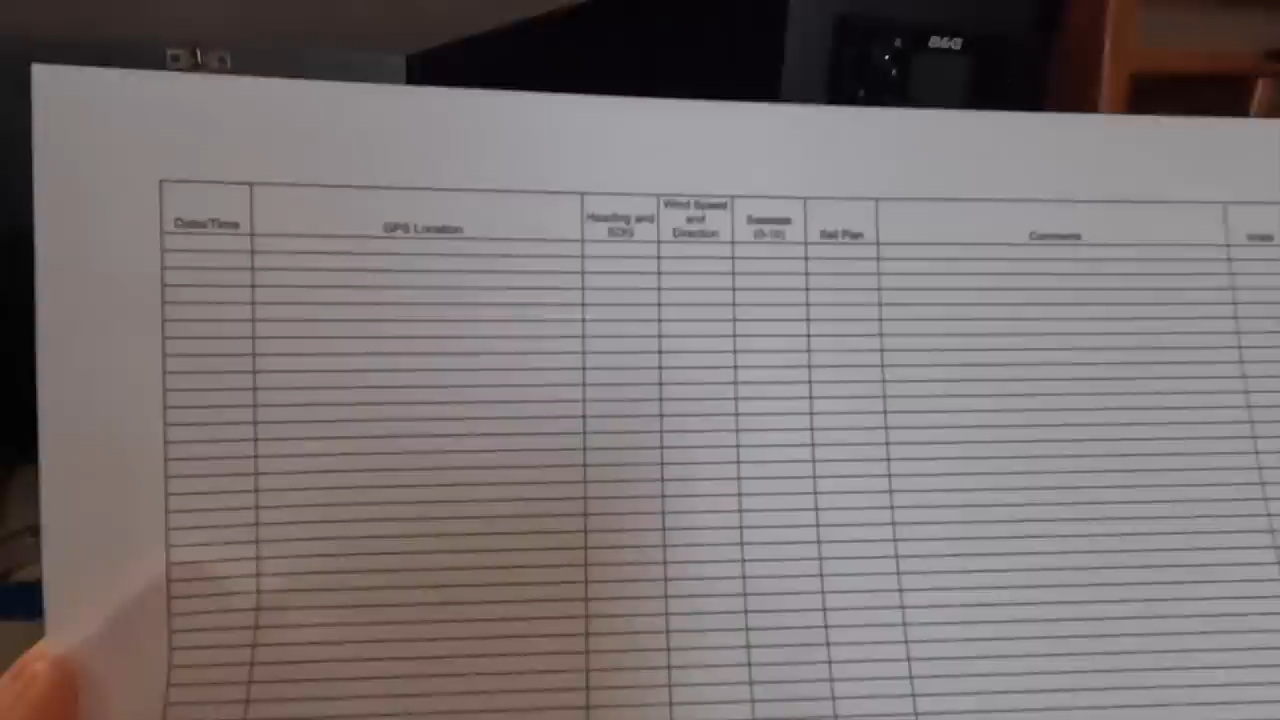 B&G
Date/Time
GPS Location
Heading and
SOG
Wind Speed
and
Direction
Seastate
(0-10)
Sail Plan
Comments